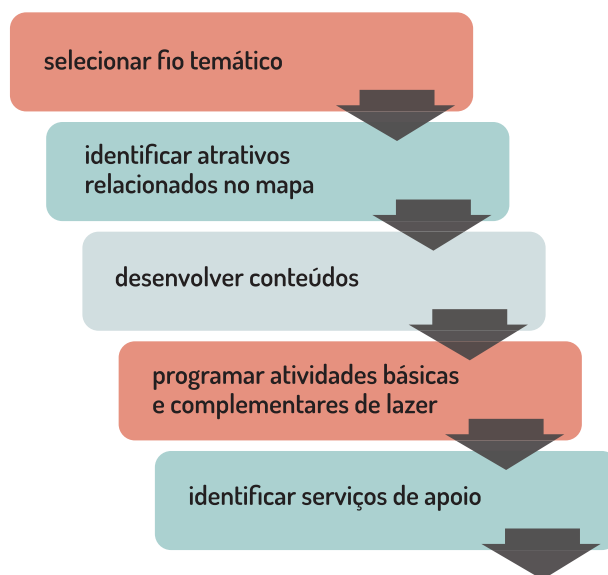 selecionar fio temático
identificar atrativos
relacionados no mapa
desenvolver conteúdos
programar atividades básicas
e complementares de lazer
identificar serviços de apoio